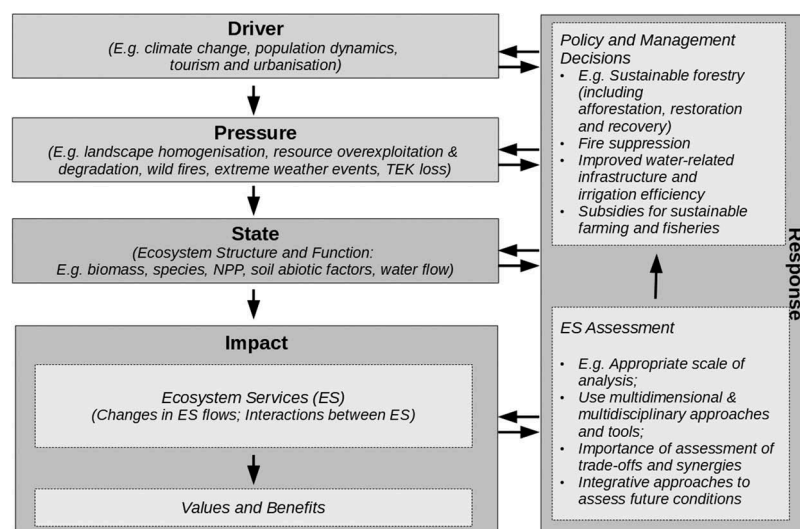 Driver
(E.g. climate change, population dynamics,
tourism and urbanisation)
Pressure
(E.g. landscape homogenisation, resource overexploitation &
degradation, wild fires, extreme weather events, TEK loss)
State
(Ecosystem Structure and Function:
E.g. biomass, species, NPP, soil abiotic factors, water flow)
Impact
Ecosystem Services (ES)
(Changes in ES flows; Interactions between ES)
Values and Benefits
Policy and Management
Decisions
• E.g. Sustainable forestry
(including
afforestation, restoration
and recovery)
• Fire suppression
• Improved water-related
infrastructure and
irrigation efficiency
• Subsidies for sustainable
farming and fisheries
ES Assessment
• E.g. Appropriate scale of
analysis;
• Use multidimensional &
multidisciplinary approaches
and tools;
• Importance of assessment of
trade-offs and synergies
• Integrative approaches to
assess future conditions
Response